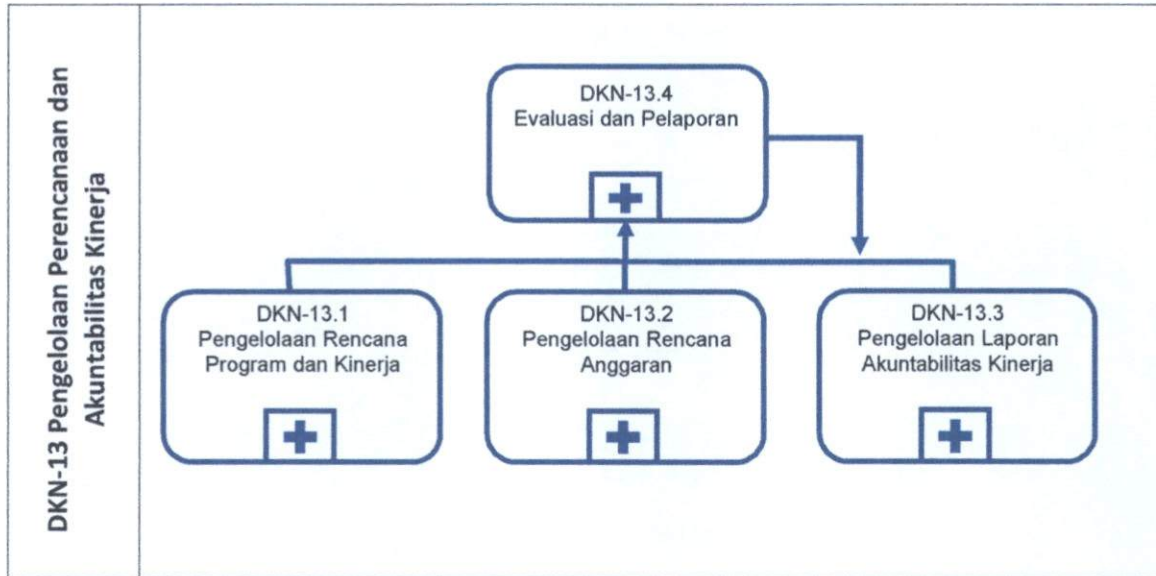 DKN-13 Pengelolaan Perencanaan dan
Akuntabilitas Kinerja
DKN-13.4
Evaluasi dan Pelaporan
DKN-13.1
Pengelolaan Rencana
Program dan Kinerja
DKN-13.2
Pengelolaan Rencana
Anggaran
DKN-13.3
Pengelolaan Laporan
Akuntabilitas Kinerja